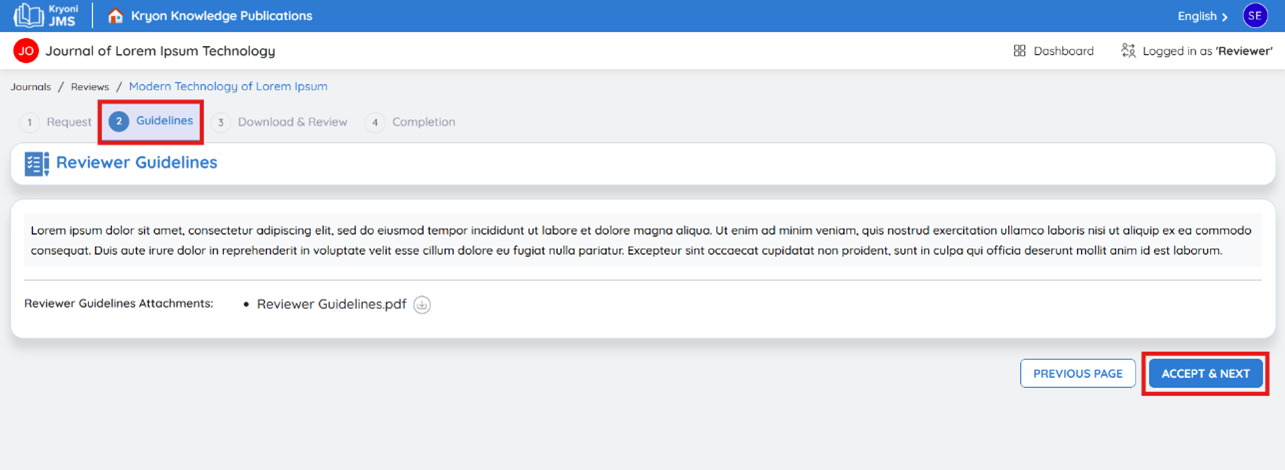 Kryoni
JMS
Kryon Knowledge Publications
English >
SE
JO
Journal of Lorem Ipsum Technology
Dashboard
Logged in as 'Reviewer'
Journals / Reviews / Modern Technology of Lorem Ipsum
1 Request 2 Guidelines 3 Download & Review 4 Completion
Reviewer Guidelines
Lorem ipsum dolor sit amet, consectetur adipiscing elit, sed do eiusmod tempor incididunt ut labore et dolore magna aliqua. Ut enim ad minim veniam, quis nostrud exercitation ullamco laboris nisi ut aliquip ex ea commodo
consequat. Duis aute irure dolor in reprehenderit in voluptate velit esse cillum dolore eu fugiat nulla pariatur. Excepteur sint occaecat cupidatat non proident, sunt in culpa qui officia deserunt mollit anim id est laborum.
Reviewer Guidelines Attachments: • Reviewer Guidelines.pdf
PREVIOUS PAGE
ACCEPT & NEXT